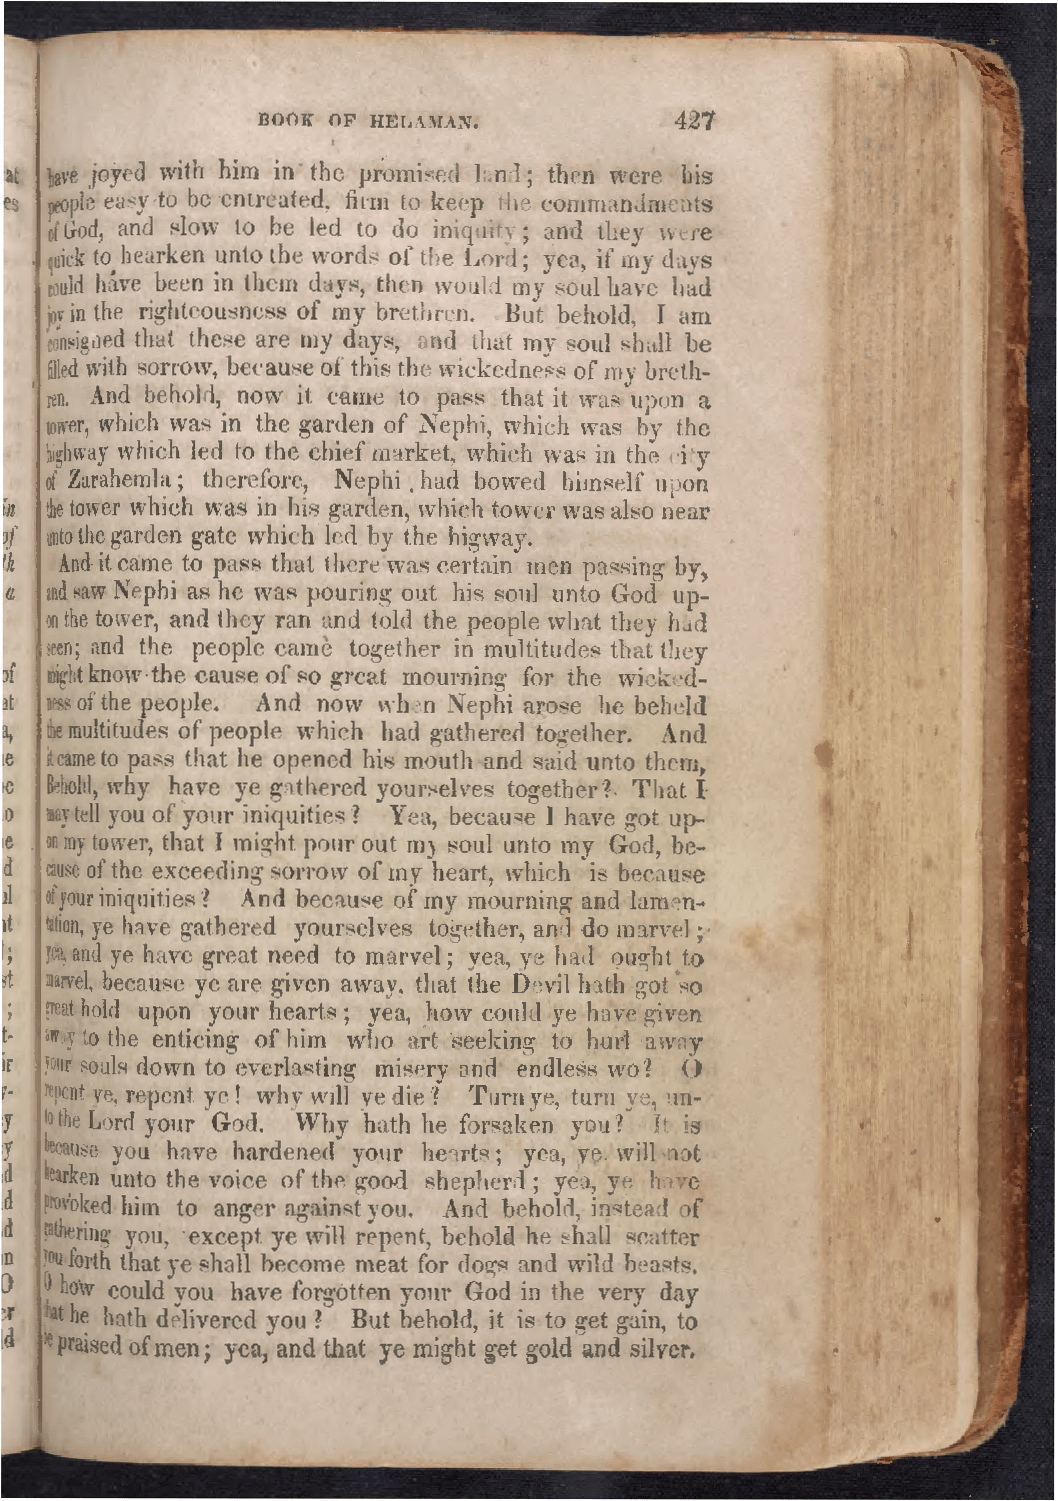 BOOK OF HELAMAN. 427
have joyed with him in the promised land; then were his
people easy to be entreated, firm to keep the commandments
of God, and slow to be led to do iniquity; and they were
quick to hearken unto the words of the Lord; yea, if my days
could have been in them days, then would my soul have had
joy in the righteousness of my brethren. But behold, I am
consigned that these are my days, and that my soul shall be
filled with sorrow, because of this the wickedness of my breth-
ren. And behold, now it came to pass that it was upon a
tower, which was in the garden of Nephi, which was by the
highway which led to the chief market, which was in the city
of Zarahemla; therefore, Nephi had bowed himself upon
the tower which was in his garden, which tower was also near
unto the garden gate which led by the higway.
And it came to pass that there was certain men passing by,
and saw Nephi as he was pouring out his soul unto God up-
on the tower, and they ran and told the people what they had
seen; and the people came together in multitudes that they
might know the cause of so great mourning for the wicked-
ness of the people. And now when Nephi arose he beheld
the multitudes of people which had gathered together. And
it came to pass that he opened his mouth and said unto them,
Behold, why have ye gathered yourselves together? That I
may tell you of your iniquities? Yea, because I have got up-
on my tower, that I might pour out my soul unto my God, be-
cause of the exceeding sorrow of my heart, which is because
of your iniquities? And because of my mourning and lamen-
tation, ye have gathered yourselves together, and do marvel;
yea, and ye have great need to marvel; yea, ye had ought to
marvel, because ye are given away, that the Devil hath got so
great hold upon your hearts; yea, how could ye have given
away to the enticing of him who art seeking to hurl away
your souls down to everlasting misery and endless wo? O
repent ye, repent ye! why will ye die? Turn ye, turn ye, un-
to the Lord your God. Why hath he forsaken you? It is
because you have hardened your hearts; yea, ye will not
hearken unto the voice of the good shepherd; yea, ye have
provoked him to anger against you. And behold, instead of
gathering you, except ye will repent, behold he shall scatter
you forth that ye shall become meat for dogs and wild beasts.
O how could you have forgotten your God in the very day
that he hath delivered you? But behold, it is to get gain, to
be praised of men; yea, and that ye might get gold and silver.